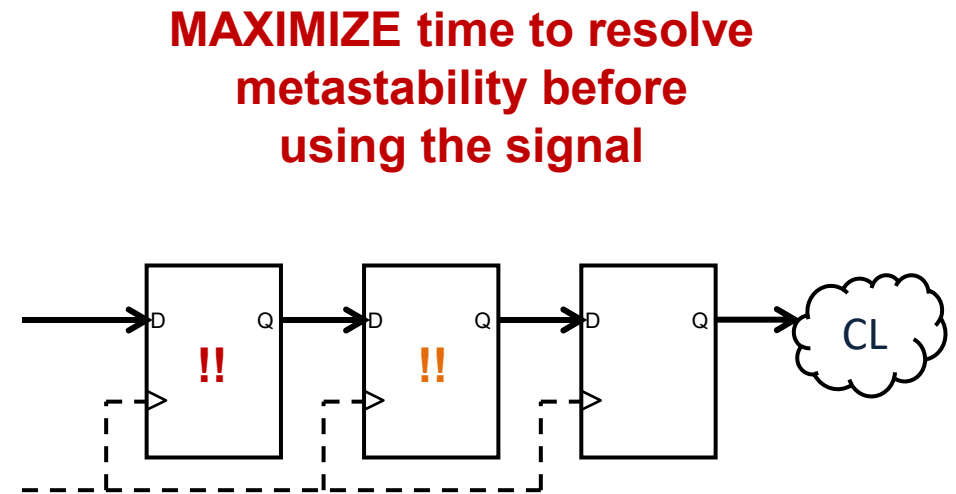 MAXIMIZE time to resolve
metastability before
using the signal
D Q D Q D Q
CL
!! !!